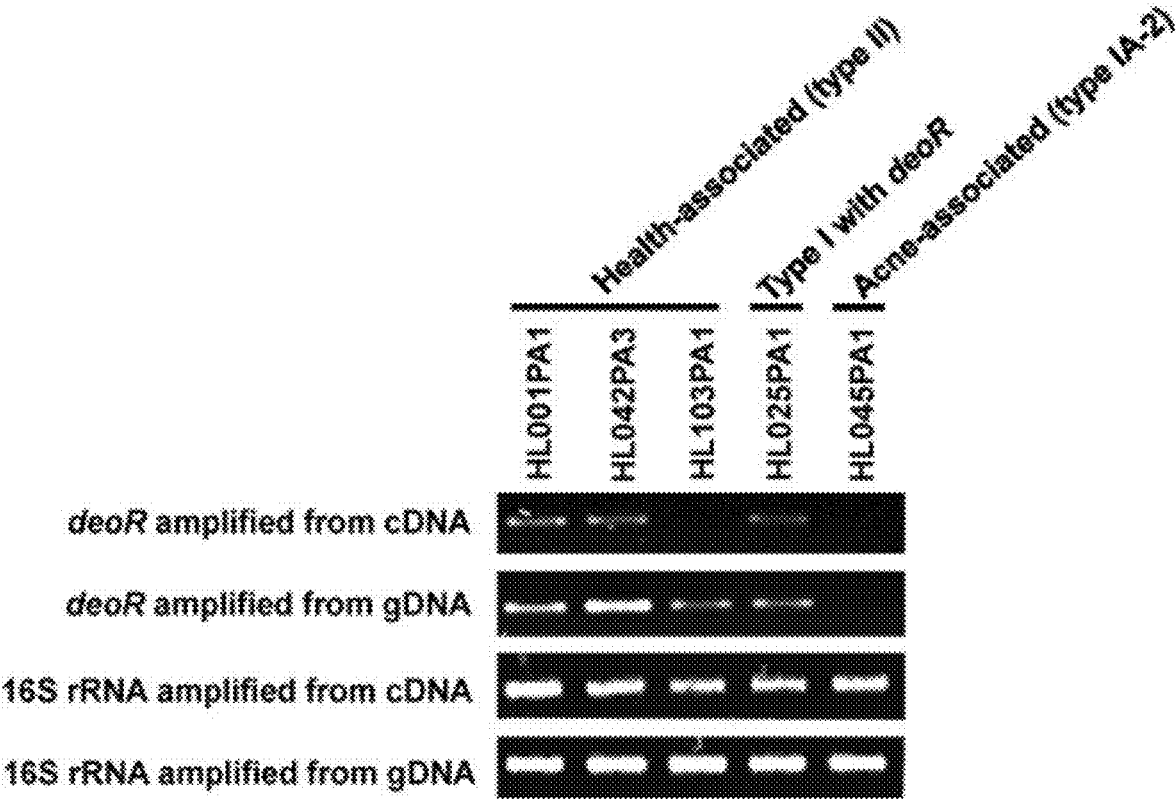 Health-associated (type II)
Type I with deoR
Acne-associated (type IA-2)
HL001PA1
HL042PA3
HL103PA1
HL025PA1
HL045PA1
deoR amplified from cDNA
deoR amplified from gDNA
16S rRNA amplified from cDNA
16S rRNA amplified from gDNA